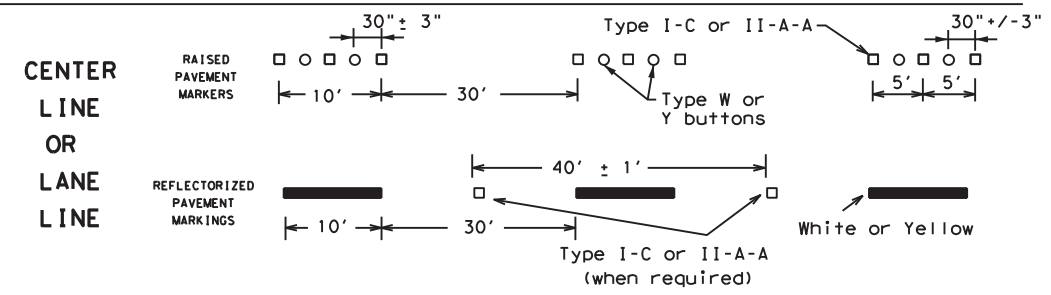 CENTER
LINE
OR
LANE
LINE
RAISED
PAVEMENT
MARKERS
30"± 3"
10'
30'
Type I-C or II-A-A
Type W or
Y buttons
30"+/-3"
5'
5'
REFLECTORIZED
PAVEMENT
MARKINGS
40' ± 1'
10'
30'
Type I-C or II-A-A
(when required)
White or Yellow